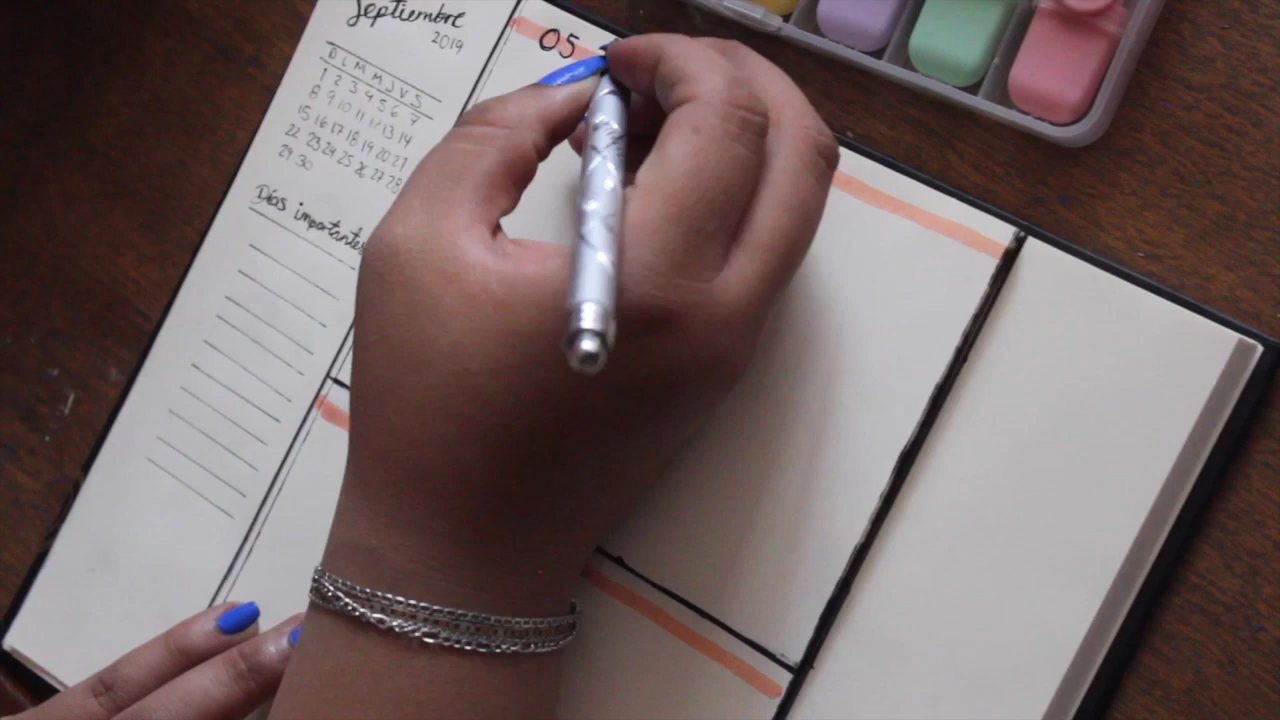 Septiembre
2019
D L M M J V S
1 2 3 4 5 6 7
8 9 10 11 12 13 14
15 16 17 18 19 20 21
22 23 24 25 26 27 28
29 30
Días importantes
05